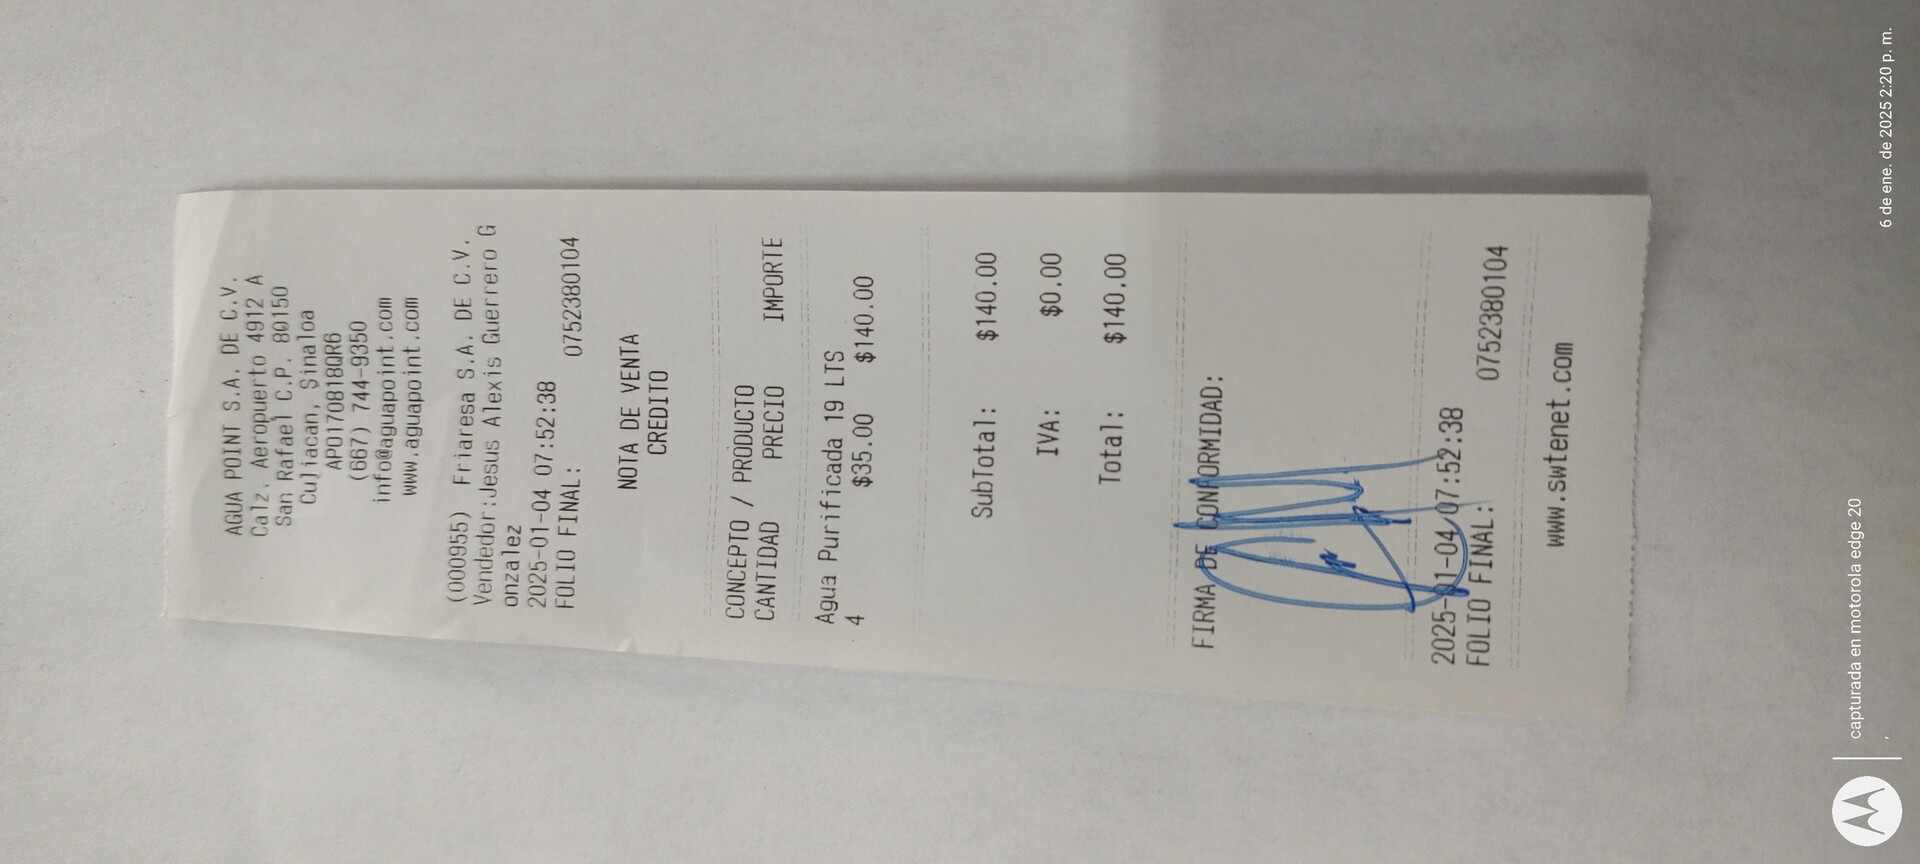 AGUA POINT S.A. DE C.V.
Calz. Aeropuerto 4912 A
San Rafael C.P. 80150
Culiacan, Sinaloa
APO170818QR6
(667) 744-9350
info@aguapoint.com
www.aguapoint.com
(000955) Friaresa S.A. DE C.V.
Vendedor:Jesus Alexis Guerrero G
onzalez
2025-01-04 07:52:38
FOLIO FINAL: 0752380104
NOTA DE VENTA
CREDITO
CONCEPTO / PRODUCTO
CANTIDAD PRECIO IMPORTE
Agua Purificada 19 LTS
4 $35.00 $140.00
SubTotal: $140.00
IVA: $0.00
Total: $140.00
FIRMA DE CONFORMIDAD:
2025-01-04 07:52:38
FOLIO FINAL: 0752380104
www.swtenet.com
capturada en motorola edge 20
6 de ene. de 2025 2:20 p. m.